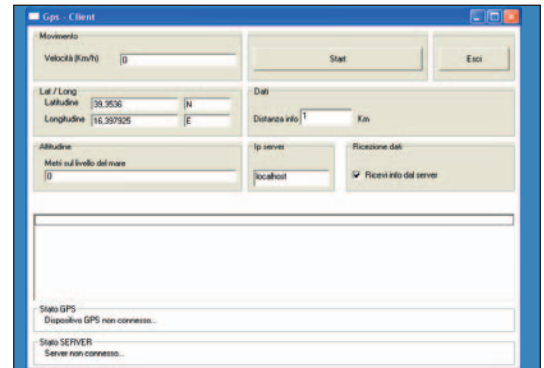 Gps - Client
Movimento
Velocità (Km/h) 0
Start
Esci
Lat / Long
Latitudine 39,3536 N
Longitudine 16,397925 E
Dati
Distanza info 1 Km
Altitudine
Metri sul livello del mare
0
Ip server
localhost
Ricezione dati
Ricevi info dal server
Stato GPS
Dispositivo GPS non connesso...
Stato SERVER
Server non connesso...